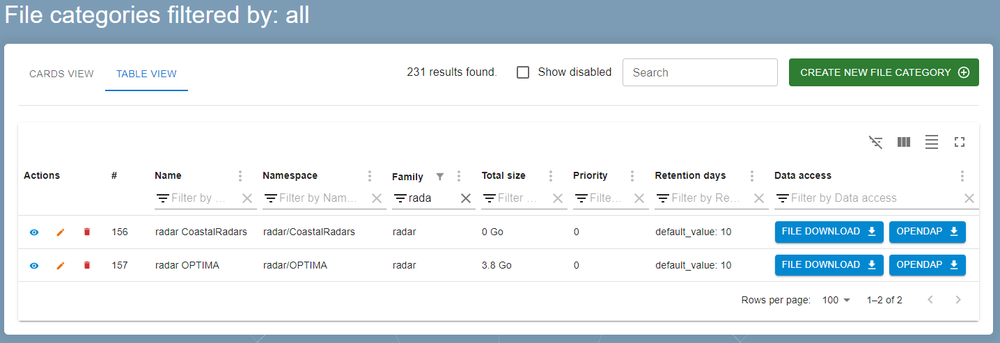 File categories filtered by: all
CARDS VIEW TABLE VIEW 231 results found. Show disabled Search CREATE NEW FILE CATEGORY
Actions # Name Namespace Family Total size Priority Retention days Data access
Filter by ... Filter by Nam... rada Filter ... Filte... Filter by Re... Filter by Data access
156 radar CoastalRadars radar/CoastalRadars radar 0 Go 0 default_value: 10 FILE DOWNLOAD OPENDAP
157 radar OPTIMA radar/OPTIMA radar 3.8 Go 0 default_value: 10 FILE DOWNLOAD OPENDAP
Rows per page: 100 1–2 of 2